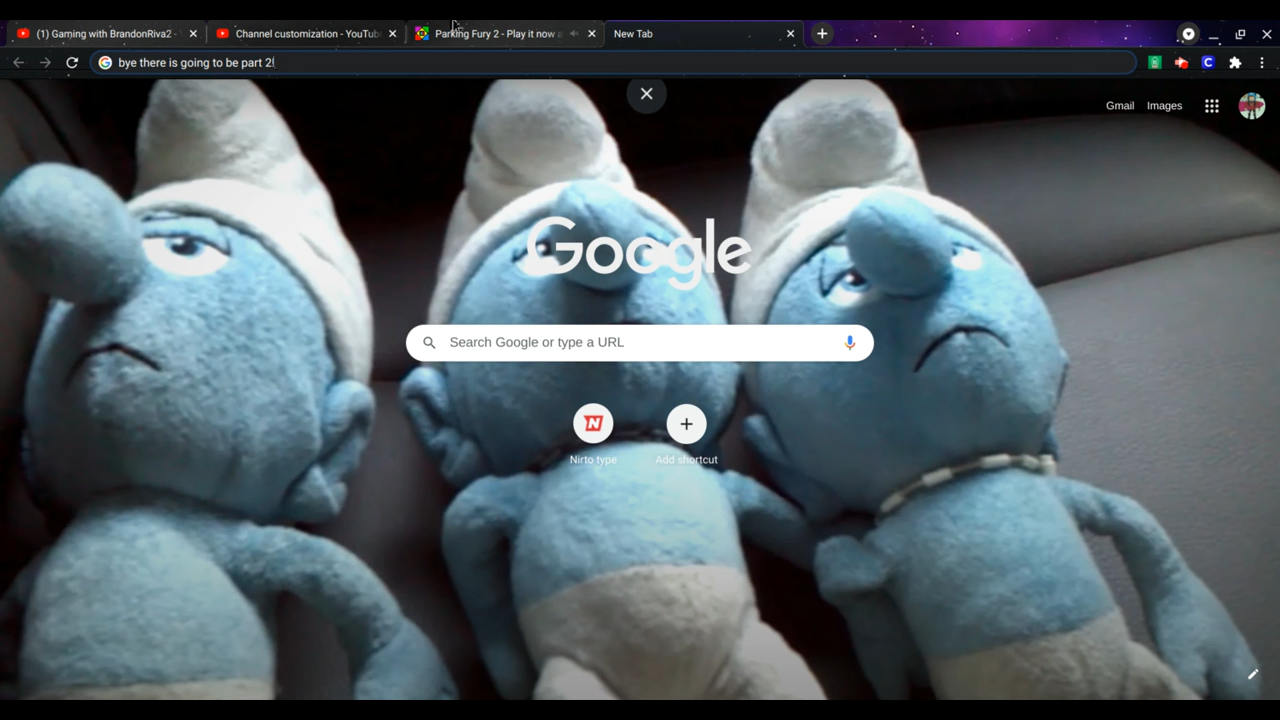 (1) Gaming with BrandonRiva2 -
Channel customization - YouTub
Parking Fury 2 - Play it now a
New Tab
bye there is going to be part 2!
Gmail
Images
Google
Search Google or type a URL
Nirto type
Add shortcut